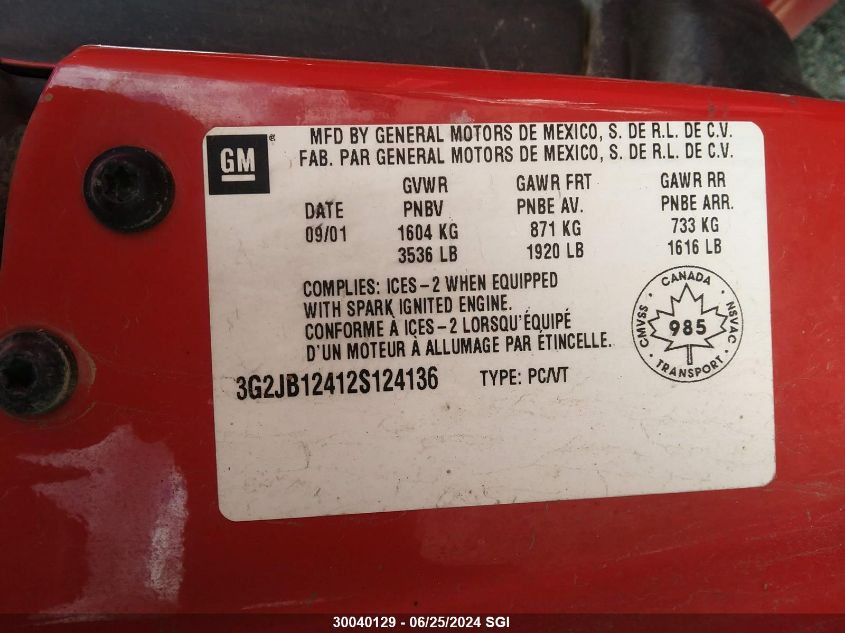 GM
MFD BY GENERAL MOTORS DE MEXICO, S. DE R.L. DE C.V.
FAB. PAR GENERAL MOTORS DE MEXICO, S. DE R.L. DE C.V.
GVWR GAWR FRT GAWR RR
DATE PNBV PNBE AV. PNBE ARR.
09/01 1604 KG 871 KG 733 KG
3536 LB 1920 LB 1616 LB
COMPLIES: ICES-2 WHEN EQUIPPED
WITH SPARK IGNITED ENGINE.
CONFORME À ICES-2 LORSQU'ÉQUIPÉ
D'UN MOTEUR À ALLUMAGE PAR ÉTINCELLE.
CANADA
CMVSS 985 NSVAC
TRANSPORT
3G2JB12412S124136 TYPE: PC/VT
30040129 - 06/25/2024 SGI